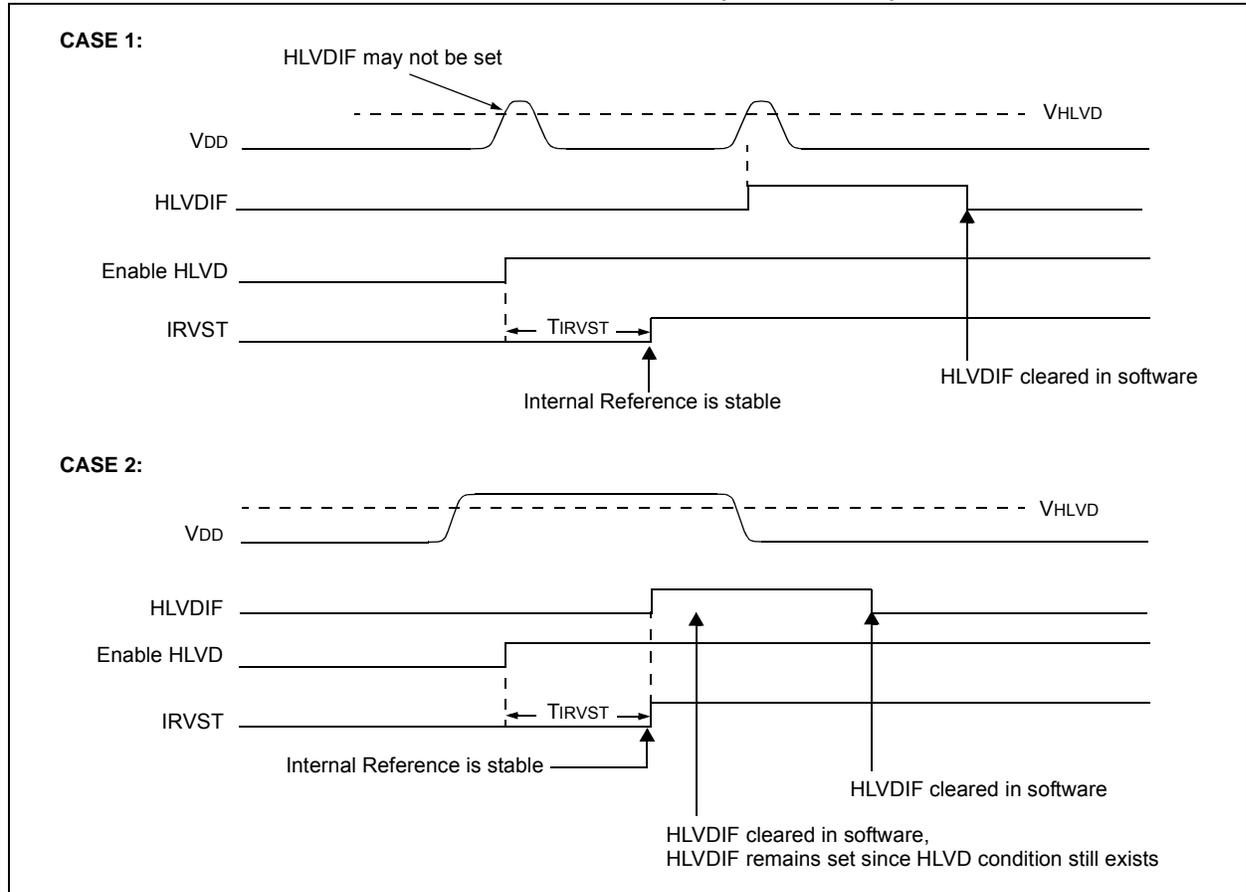 CASE 1:
HLVDIF may not be set
VHLVD
VDD
HLVDIF
Enable HLVD
IRVST
TIRVST
HLVDIF cleared in software
Internal Reference is stable
CASE 2:
VHLVD
VDD
HLVDIF
Enable HLVD
IRVST
TIRVST
Internal Reference is stable
HLVDIF cleared in software
HLVDIF cleared in software,
HLVDIF remains set since HLVD condition still exists